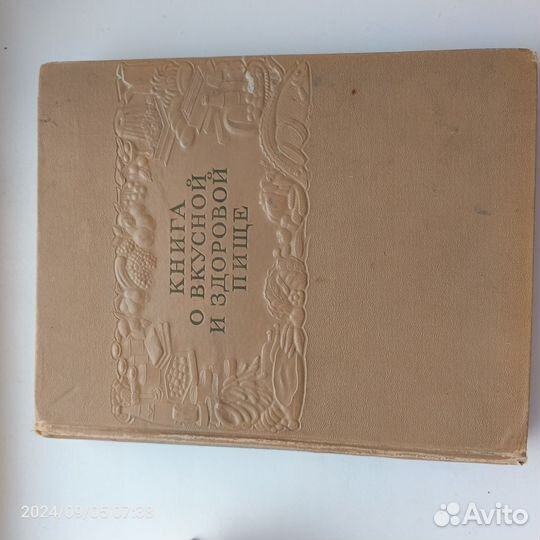 КНИГА
О ВКУСНОЙ
И ЗДОРОВОЙ
ПИЩЕ
2024/09/05 07:38
Avito